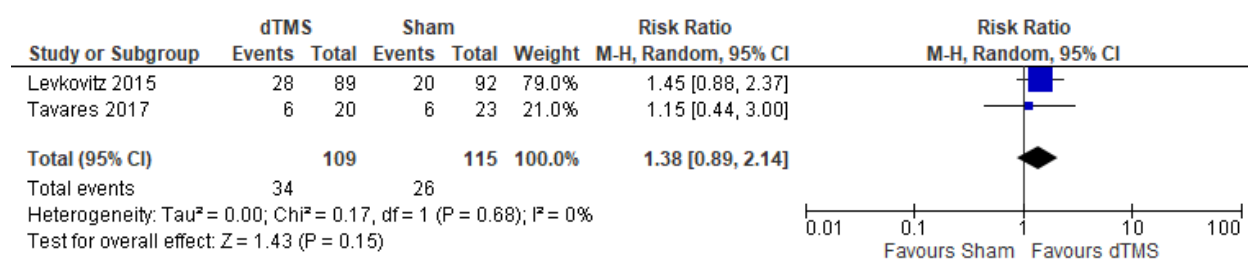 dTMS Sham Risk Ratio Risk Ratio
Study or Subgroup Events Total Events Total Weight M-H, Random, 95% CI M-H, Random, 95% CI
Levkovitz 2015 28 89 20 92 79.0% 1.45 [0.88, 2.37]
Tavares 2017 6 20 6 23 21.0% 1.15 [0.44, 3.00]
Total (95% CI) 109 115 100.0% 1.38 [0.89, 2.14]
Total events 34 26
Heterogeneity: Tau² = 0.00; Chi² = 0.17, df = 1 (P = 0.68); I² = 0%
Test for overall effect: Z = 1.43 (P = 0.15)
0.01 0.1 1 10 100
Favours Sham Favours dTMS